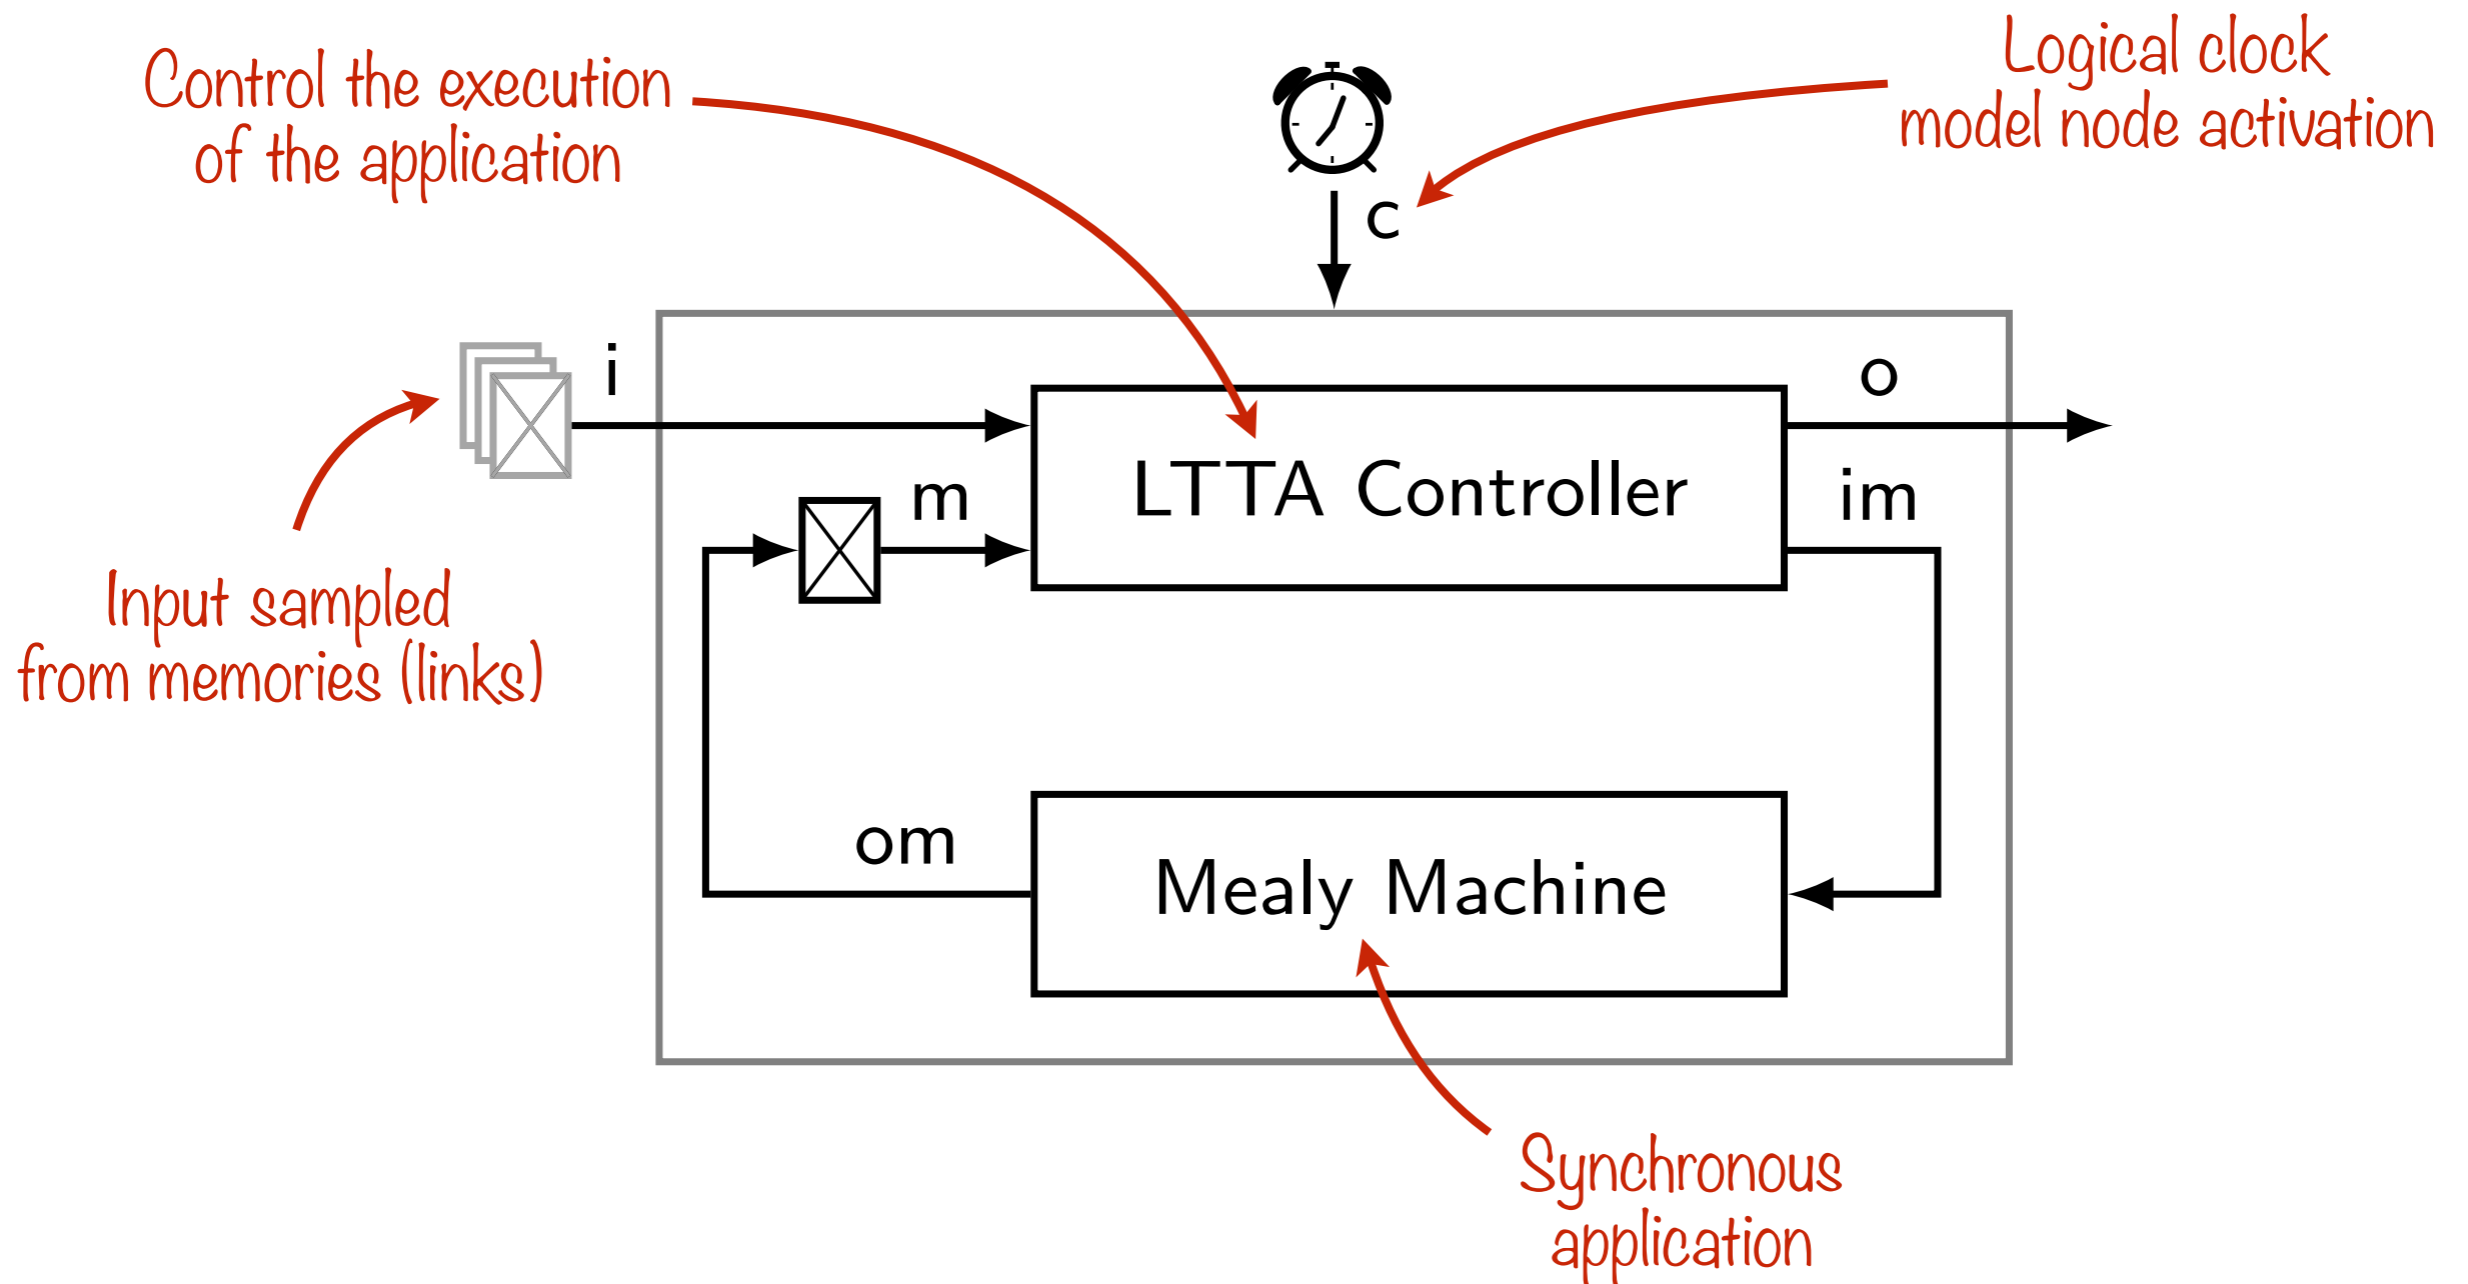 Control the execution
of the application
Logical clock
model node activation
c
i
o
LTTA Controller
m
im
Input sampled
from memories (links)
om
Mealy Machine
Synchronous
application